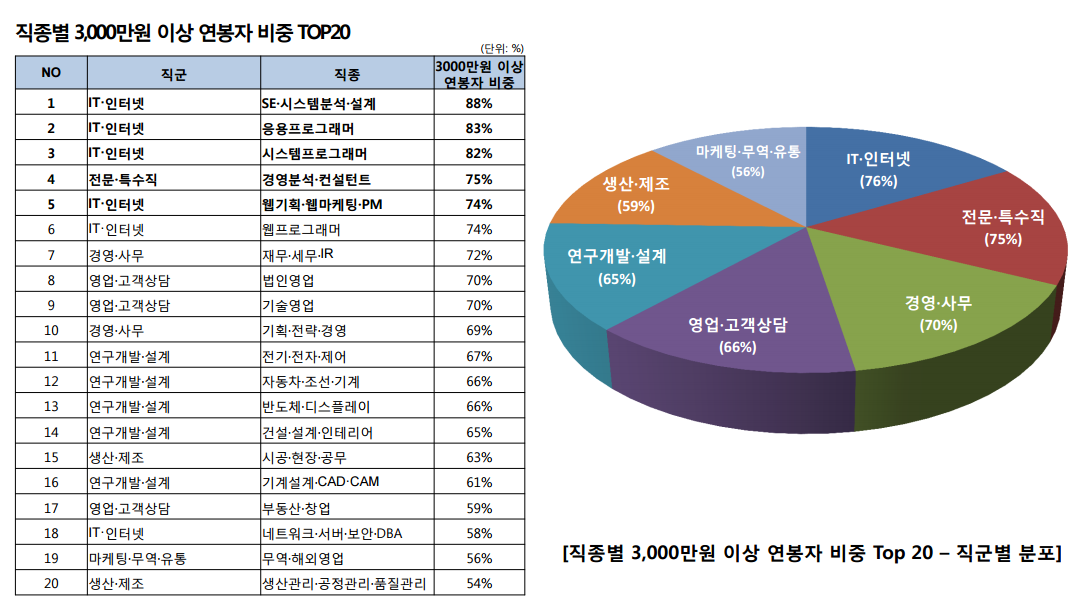 직종별 3,000만원 이상 연봉자 비중 TOP20
(단위: %)
NO 직군 직종 3000만원 이상 연봉자 비중
1 IT·인터넷 SE·시스템분석·설계 88%
2 IT·인터넷 응용프로그래머 83%
3 IT·인터넷 시스템프로그래머 82%
4 전문·특수직 경영분석·컨설턴트 75%
5 IT·인터넷 웹기획·웹마케팅·PM 74%
6 IT·인터넷 웹프로그래머 74%
7 경영·사무 재무·세무·IR 72%
8 영업·고객상담 법인영업 70%
9 영업·고객상담 기술영업 70%
10 경영·사무 기획·전략·경영 69%
11 연구개발·설계 전기·전자·제어 67%
12 연구개발·설계 자동차·조선·기계 66%
13 연구개발·설계 반도체·디스플레이 66%
14 연구개발·설계 건설·설계·인테리어 65%
15 생산·제조 시공·현장·공무 63%
16 연구개발·설계 기계설계·CAD·CAM 61%
17 영업·고객상담 부동산·창업 59%
18 IT·인터넷 네트워크·서버·보안·DBA 58%
19 마케팅·무역·유통 무역·해외영업 56%
20 생산·제조 생산관리·공정관리·품질관리 54%
마케팅·무역·유통
(56%)
IT·인터넷
(76%)
생산·제조
(59%)
전문·특수직
(75%)
연구개발·설계
(65%)
경영·사무
(70%)
영업·고객상담
(66%)
[직종별 3,000만원 이상 연봉자 비중 Top 20 – 직군별 분포]